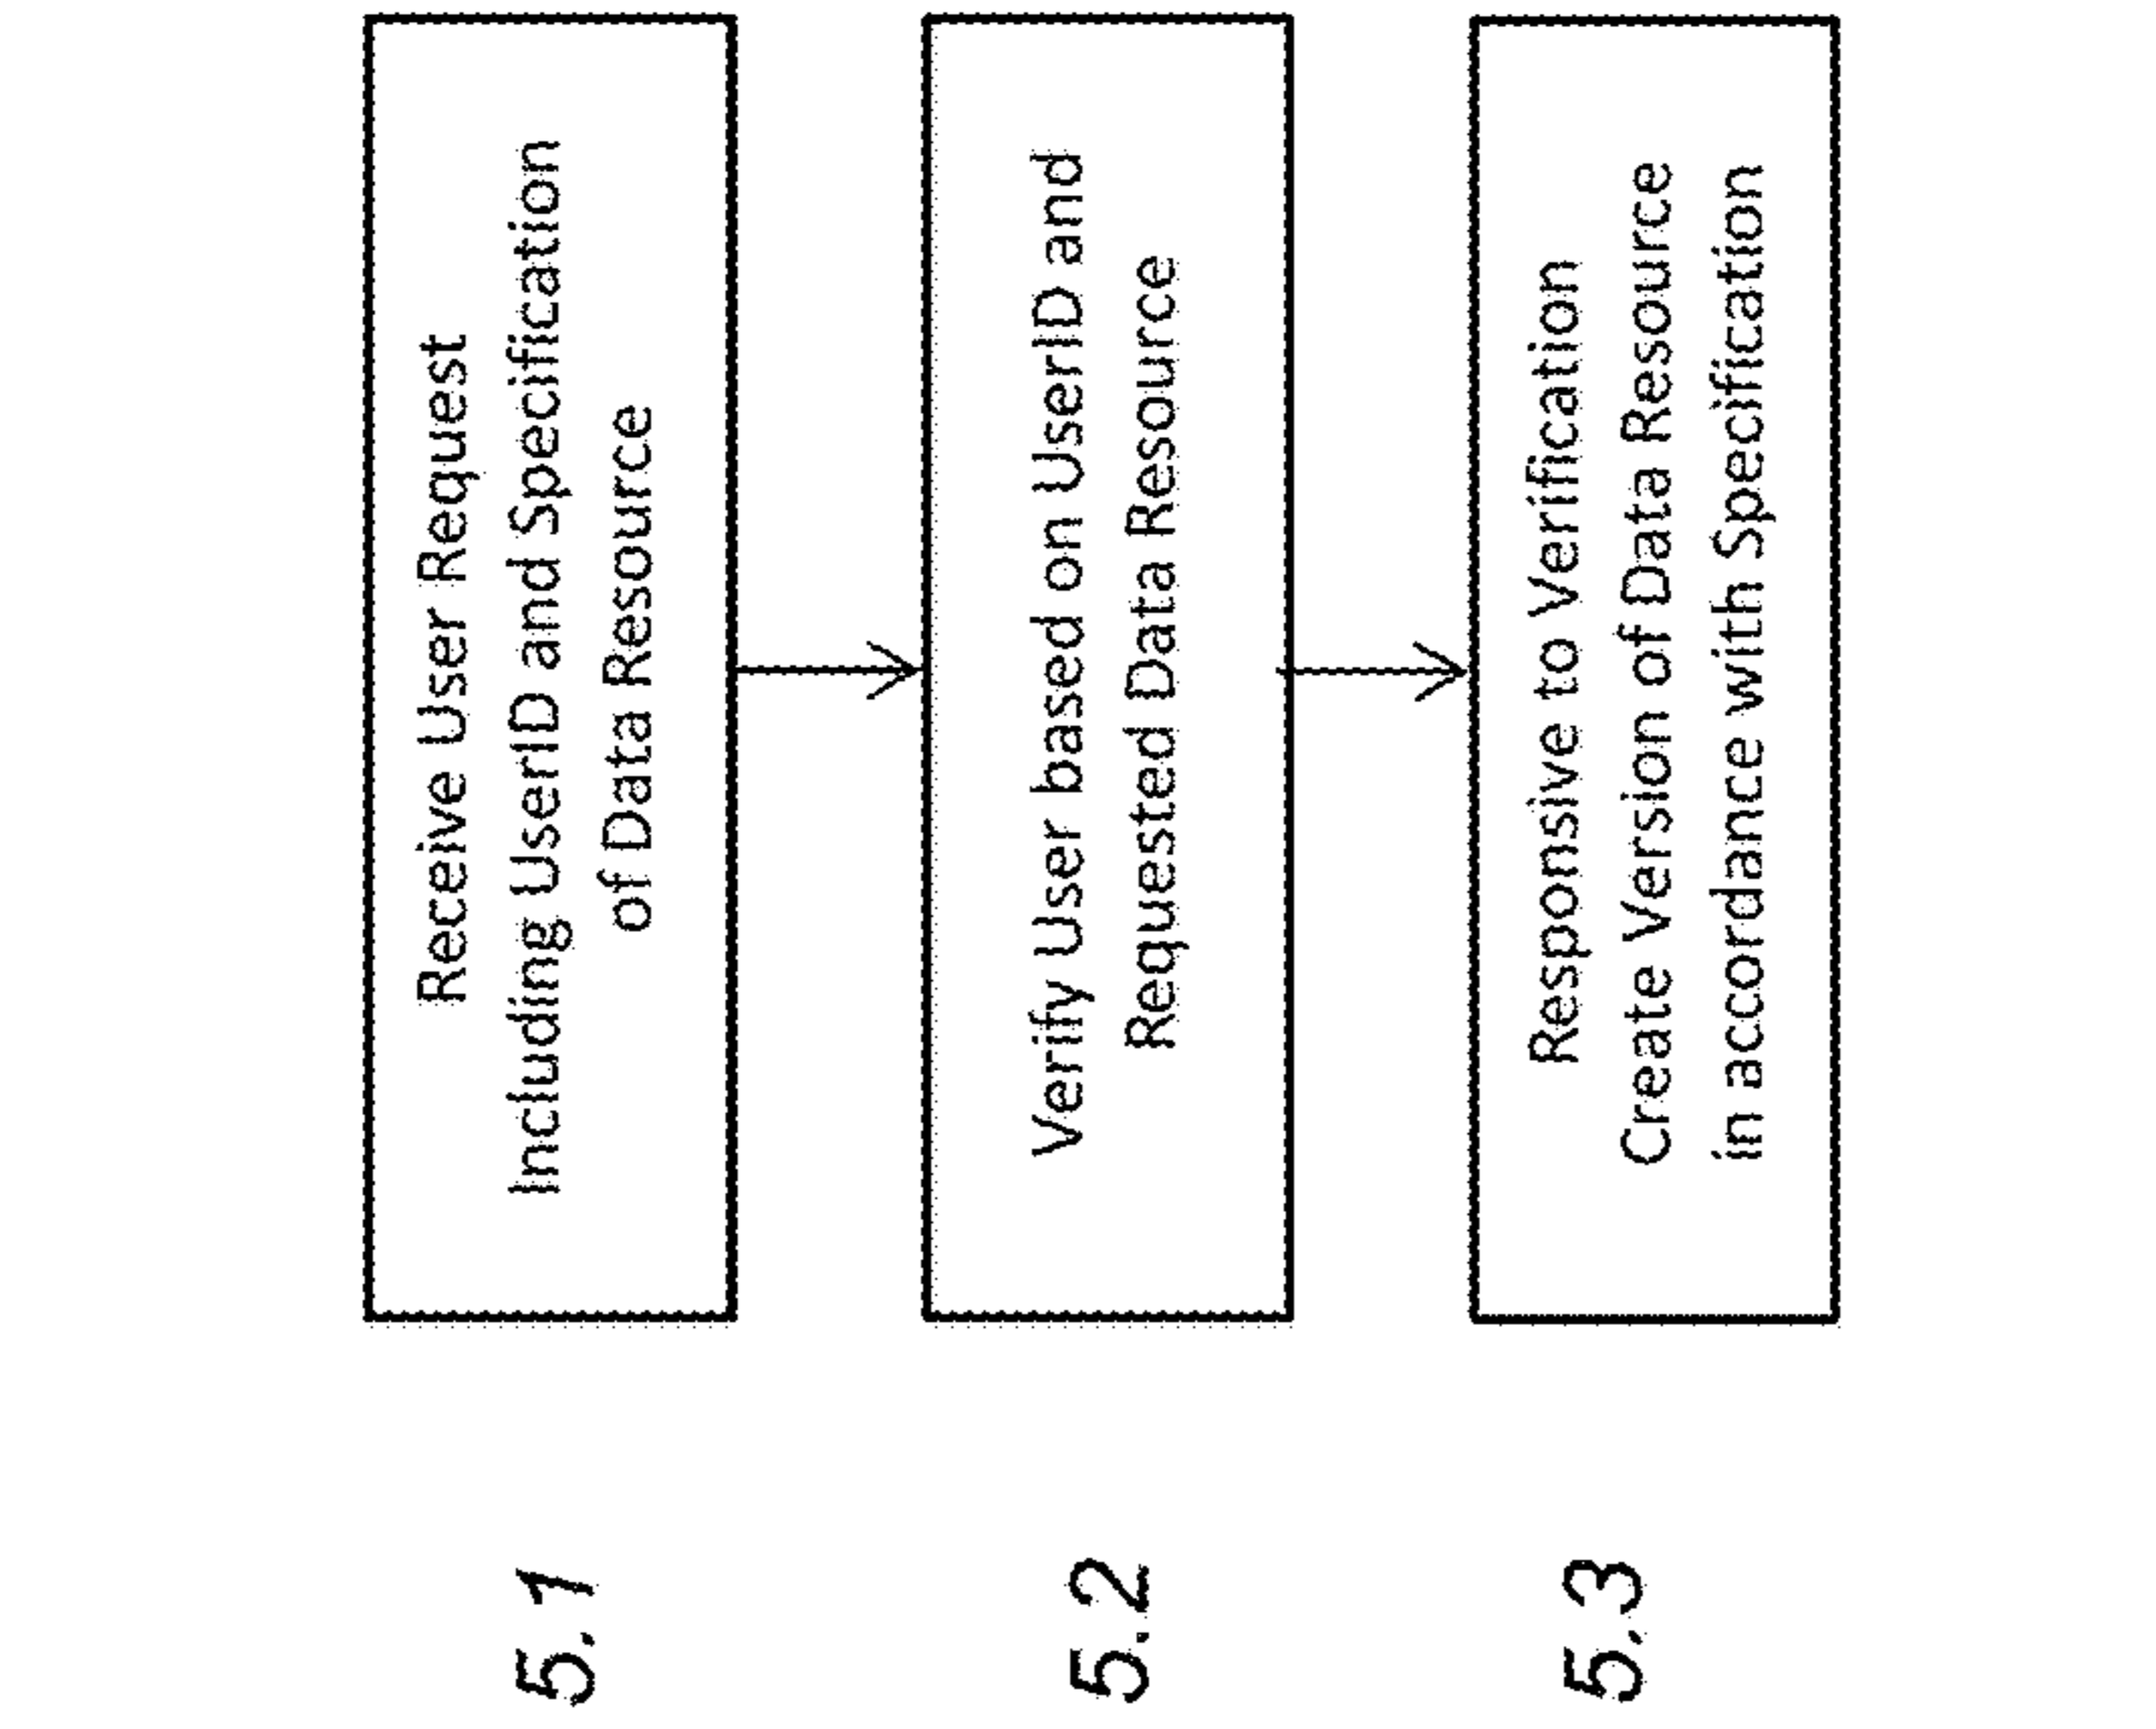 5.1
Receive User Request
Including UserID and Specification
of Data Resource
5.2
Verify User based on UserID and
Requested Data Resource
5.3
Responsive to Verification
Create Version of Data Resource
in accordance with Specification